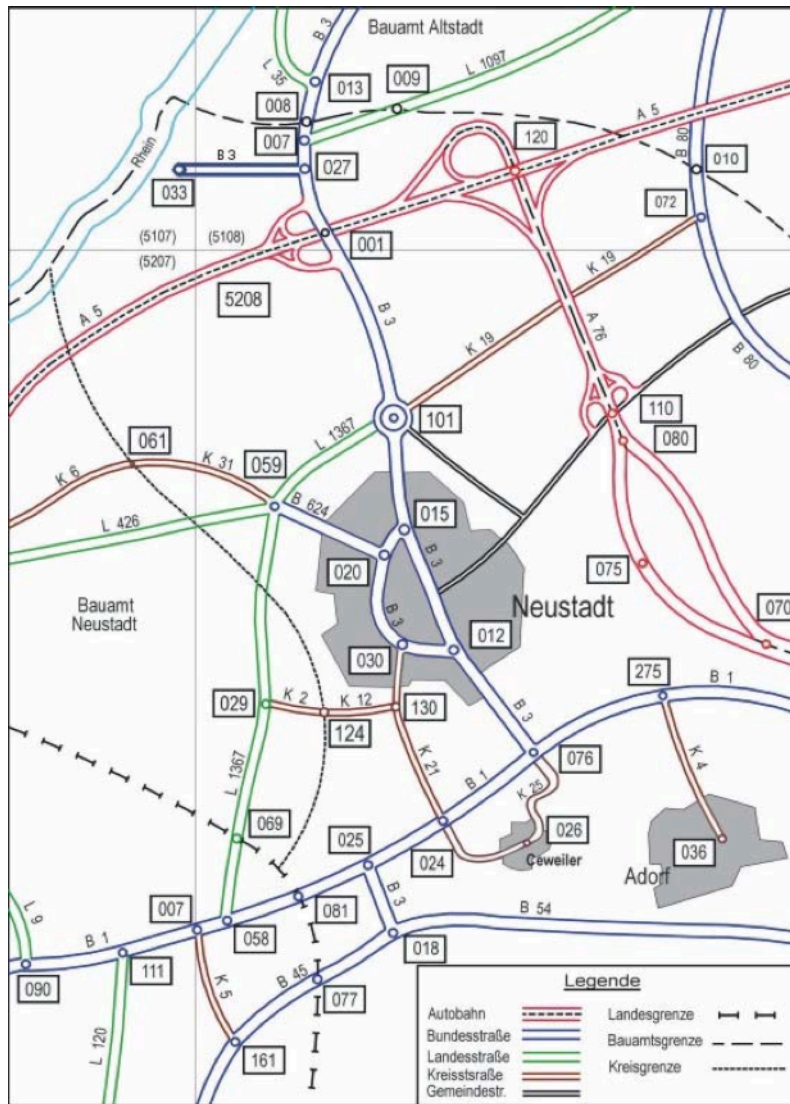 Bauamt Altstadt
B 3
L 35
013
009
L 1097
008
007
120
A 5
B 80
Rhein
B 3
027
010
033
072
(5107) (5108)
(5207)
001
K 19
5208
A 5
B 3
A 76
K 19
B 80
101
110
061
L 1367
080
059
K 31
K 6
B 624
015
L 426
020
B 3
075
Bauamt
Neustadt
Neustadt
070
B 3
012
030
275
B 1
029
K 2
K 12
130
124
B 3
076
K 21
B 1
K 4
L 1367
K 25
069
026
036
025
024
Ceweiler
Adorf
B 3
007
L 9
081
B 54
058
018
B 1
111
090
B 45
077
K 5
L 120
161
Legende
Autobahn
Bundesstraße
Landesstraße
Kreisstsraße
Gemeindestr.
Landesgrenze
Bauamtsgrenze
Kreisgrenze